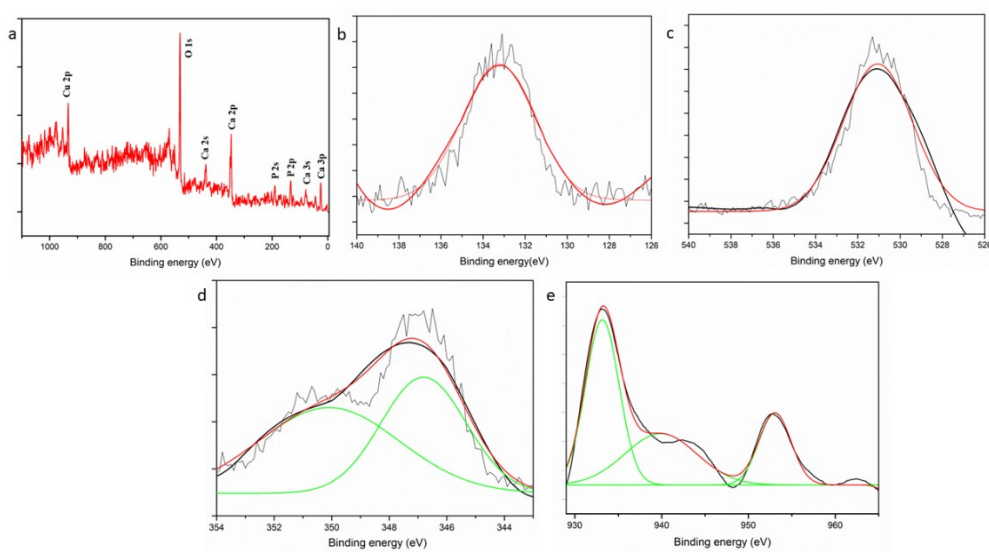 a
Cu 2p
O 1s
Ca 2s
Ca 2p
P 2s
P 2p
Ca 3s
Ca 3p
1000 800 600 400 200 0
Binding energy (eV)
b
140 138 136 134 132 130 128 126
Binding energy(eV)
c
540 538 536 534 532 530 528 526
Binding energy (eV)
d
354 352 350 348 346 344
Binding energy (eV)
e
930 940 950 960
Binding energy (eV)